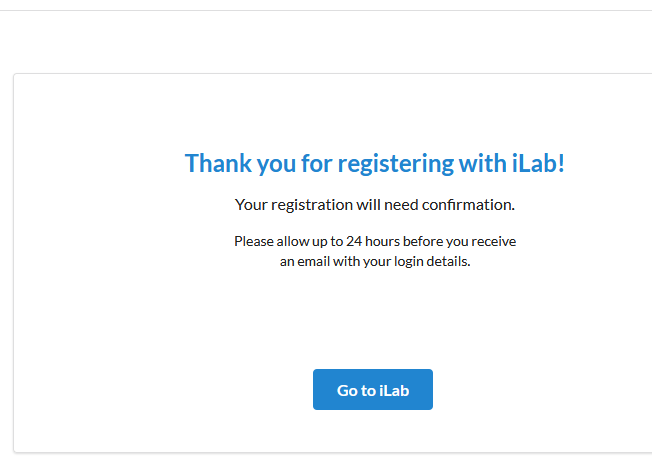 Thank you for registering with iLab!
Your registration will need confirmation.
Please allow up to 24 hours before you receive
an email with your login details.
Go to iLab